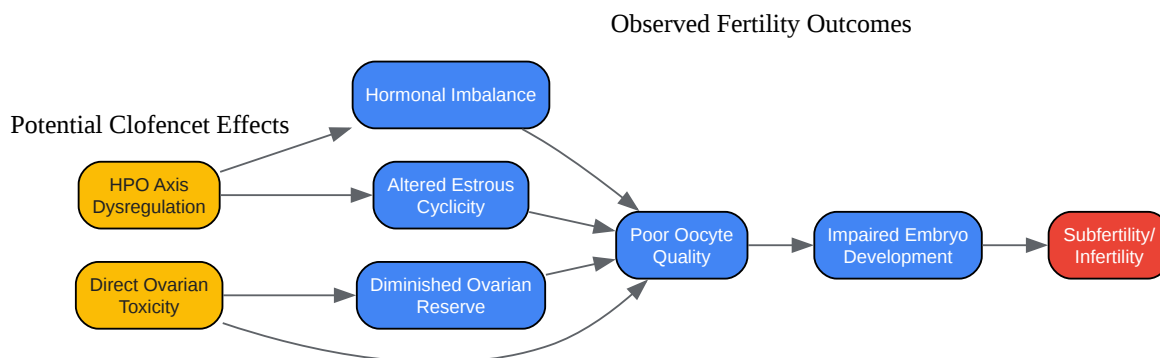 Observed Fertility Outcomes
Hormonal Imbalance
Potential Clofencet Effects
HPO Axis
Dysregulation
Altered Estrous
Cyclicity
Poor Oocyte
Quality
Impaired Embryo
Development
Subfertility/
Infertility
Direct Ovarian
Toxicity
Diminished Ovarian
Reserve